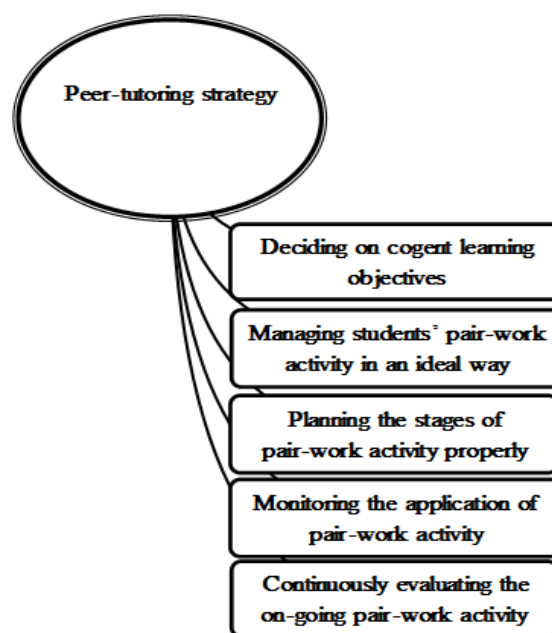 Peer-tutoring strategy
Deciding on cogent learning
objectives
Managing students' pair-work
activity in an ideal way
Planning the stages of
pair-work activity properly
Monitoring the application of
pair-work activity
Continuously evaluating the
on-going pair-work activity